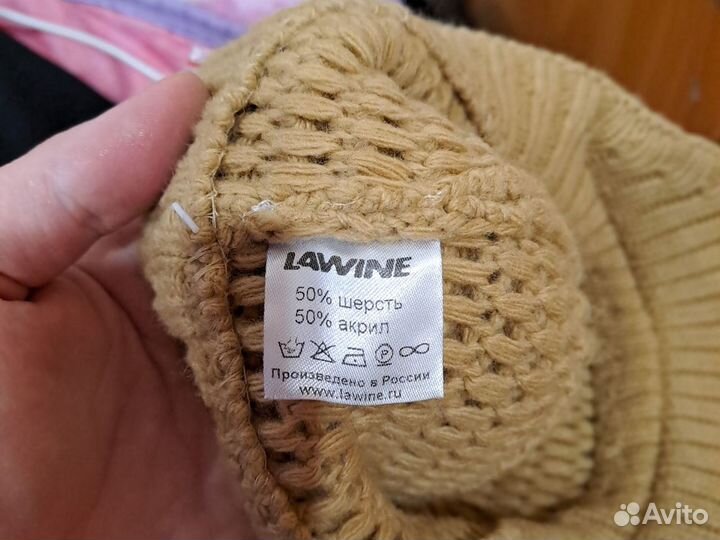 LAWINE
50% шерсть
50% акрил
P
Произведено в России
www.lawine.ru
Avito